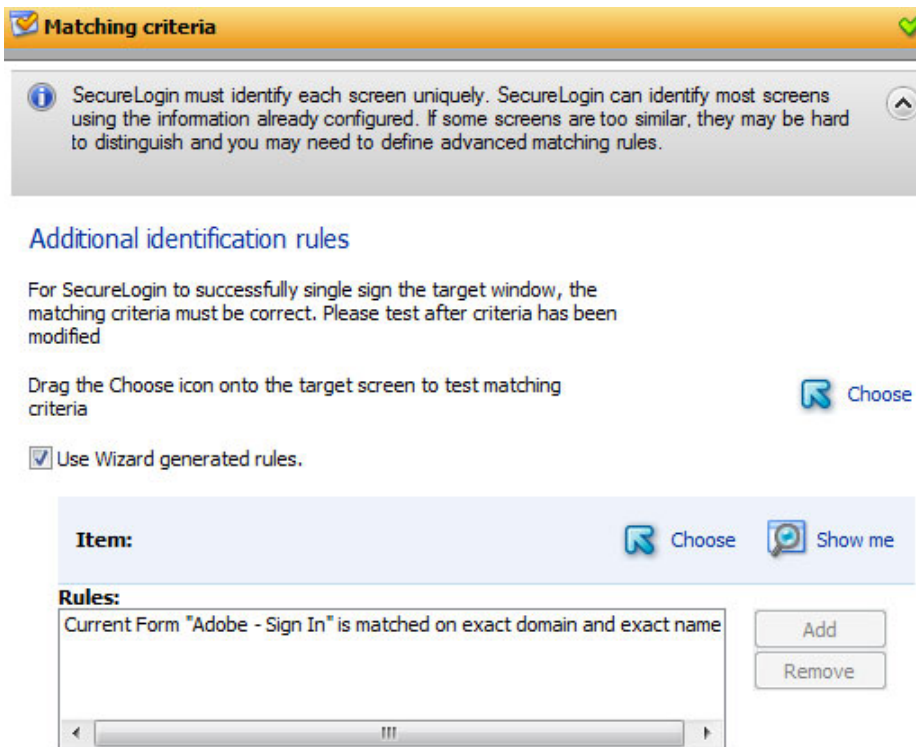 Matching criteria
SecureLogin must identify each screen uniquely. SecureLogin can identify most screens
using the information already configured. If some screens are too similar, they may be hard
to distinguish and you may need to define advanced matching rules.
Additional identification rules
For SecureLogin to successfully single sign the target window, the
matching criteria must be correct. Please test after criteria has been
modified
Drag the Choose icon onto the target screen to test matching
criteria
Choose
Use Wizard generated rules.
Item:
Choose
Show me
Rules:
Current Form "Adobe - Sign In" is matched on exact domain and exact name
Add
Remove